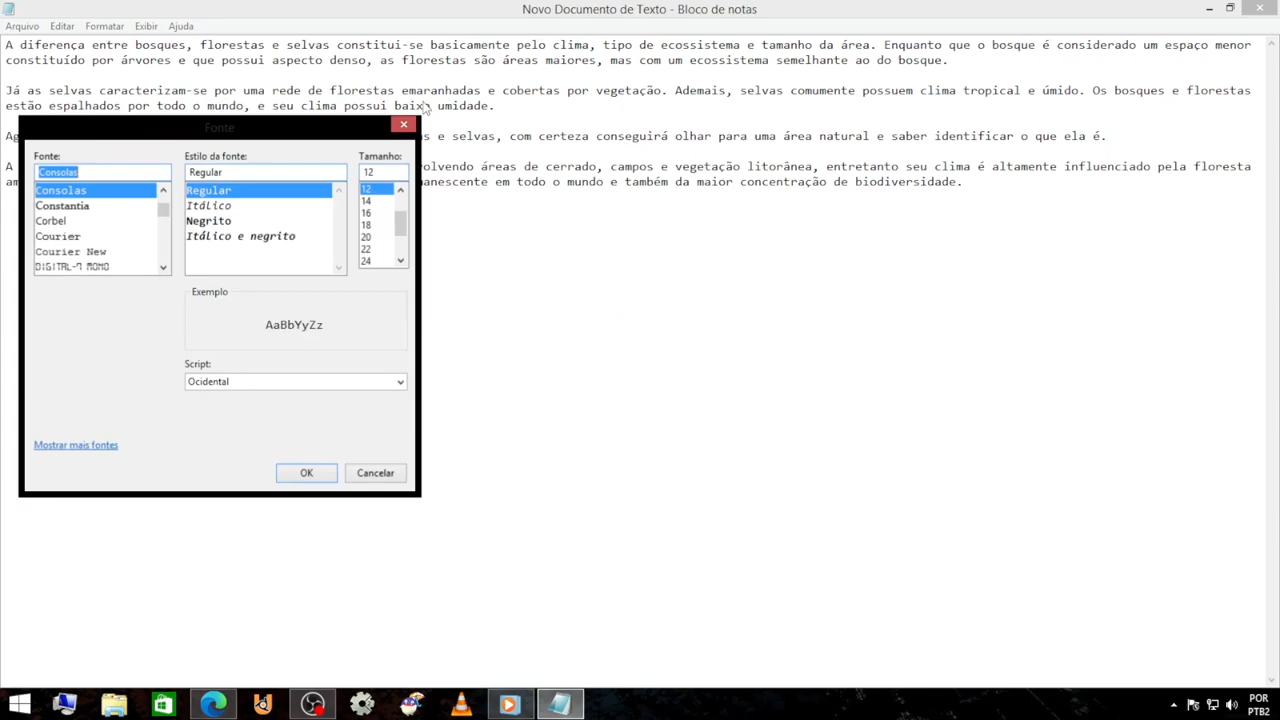 Novo Documento de Texto - Bloco de notas
Arquivo Editar Formatar Exibir Ajuda
A diferença entre bosques, florestas e selvas constitui-se basicamente pelo clima, tipo de ecossistema e tamanho da área. Enquanto que o bosque é considerado um espaço menor
constituído por árvores e que possui aspecto denso, as florestas são áreas maiores, mas com um ecossistema semelhante ao do bosque.
Já as selvas caracterizam-se por uma rede de florestas emaranhadas e cobertas por vegetação. Ademais, selvas comumente possuem clima tropical e úmido. Os bosques e florestas
estão espalhados por todo o mundo, e seu clima possui baixa umidade.
e selvas, com certeza conseguirá olhar para uma área natural e saber identificar o que ela é.
A volvendo áreas de cerrado, campos e vegetação litorânea, entretanto seu clima é altamente influenciado pela floresta
manescente em todo o mundo e também da maior concentração de biodiversidade.
Fonte
Fonte: Estilo da fonte: Tamanho:
Consolas Regular 12
Consolas Regular 12
Constantia Itálico 14
Corbel Negrito 16
Courier Itálico e negrito 18
Courier New 20
DIGITAL-7 MONO 22
24
Exemplo
AaBbYyZz
Script:
Ocidental
Mostrar mais fontes
OK Cancelar
POR
PTB2